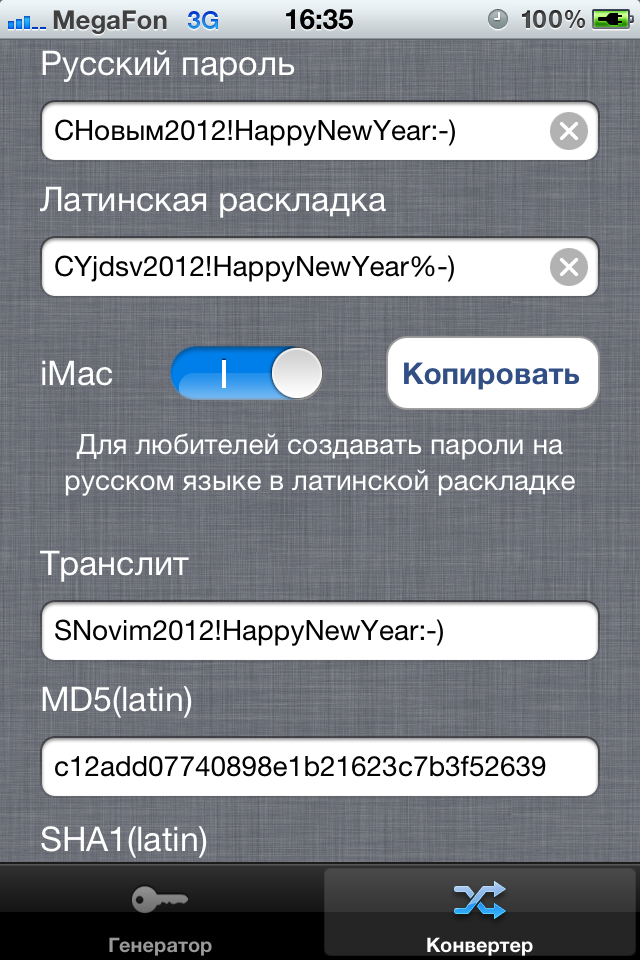 MegaFon 3G 16:35 100%
Русский пароль
СНовым2012!HappyNewYear:-)
Латинская раскладка
CYjdsv2012!HappyNewYear%-)
iMac Копировать
Для любителей создавать пароли на
русском языке в латинской раскладке
Транслит
SNovim2012!HappyNewYear:-)
MD5(latin)
c12add07740898e1b21623c7b3f52639
SHA1(latin)
Генератор Конвертер